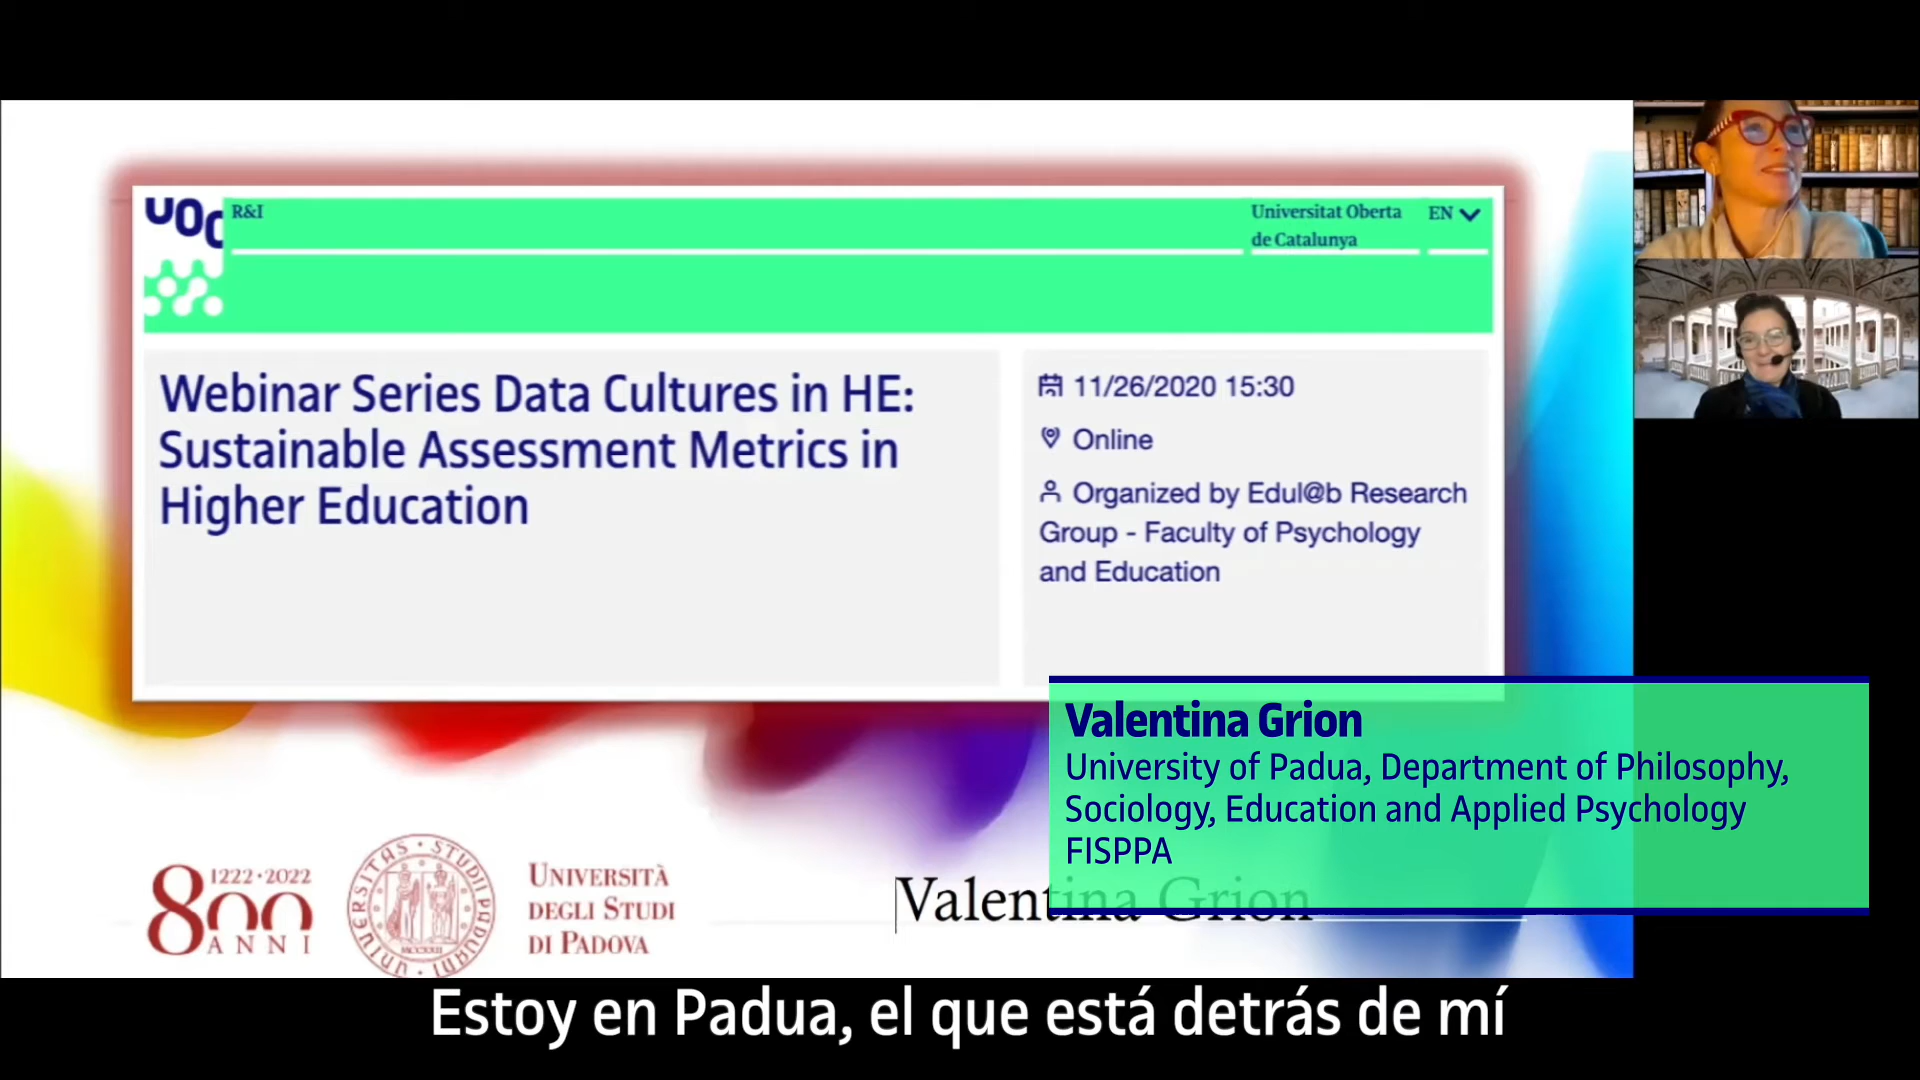 UOC
R&I
Universitat Oberta
de Catalunya
EN
Webinar Series Data Cultures in HE:
Sustainable Assessment Metrics in
Higher Education
11/26/2020 15:30
Online
Organized by Edul@b Research
Group - Faculty of Psychology
and Education
Valentina Grion
University of Padua, Department of Philosophy,
Sociology, Education and Applied Psychology
FISPPA
1222·2022
800
ANNI
UNIVERSITÀ
DEGLI STUDI
DI PADOVA
Valentina Grion
Estoy en Padua, el que está detrás de mí